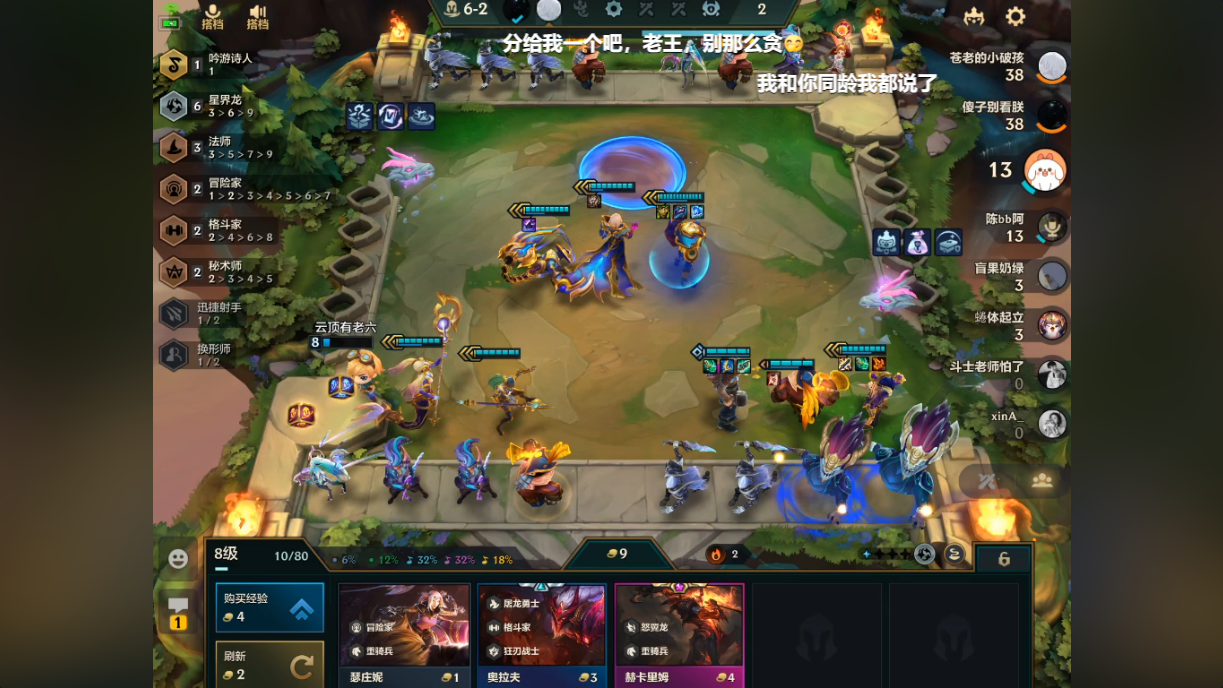 6-2
2
搭档
搭档
分给我一个吧，老王，别那么贪
我和你同龄我都说了
1
吟游诗人
1
6
星界龙
3 > 6 > 9
3
法师
3 > 5 > 7 > 9
2
冒险家
1 > 2 > 3 > 4 > 5 > 6 > 7
2
格斗家
2 > 4 > 6 > 8
2
秘术师
2 > 3 > 4 > 5
迅捷射手
1 / 2
换形师
1 / 2
苍老的小破孩
38
傻子别看朕
38
13
陈bb阿
13
盲果奶绿
3
蜷体起立
3
斗士老师怕了
0
xinA_
0
云顶有老六
8
8级
10/80
6%
12%
32%
32%
18%
9
2
6
购买经验
4
刷新
2
1
冒险家
重骑兵
瑟庄妮
1
屠龙勇士
格斗家
狂刃战士
奥拉夫
3
怒翼龙
重骑兵
赫卡里姆
4